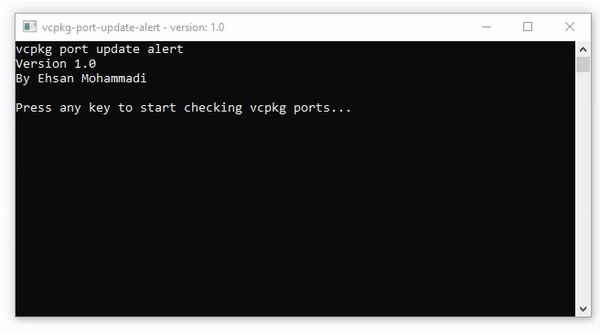 vcpkg-port-update-alert - version: 1.0
vcpkg port update alert
Version 1.0
By Ehsan Mohammadi
Press any key to start checking vcpkg ports...